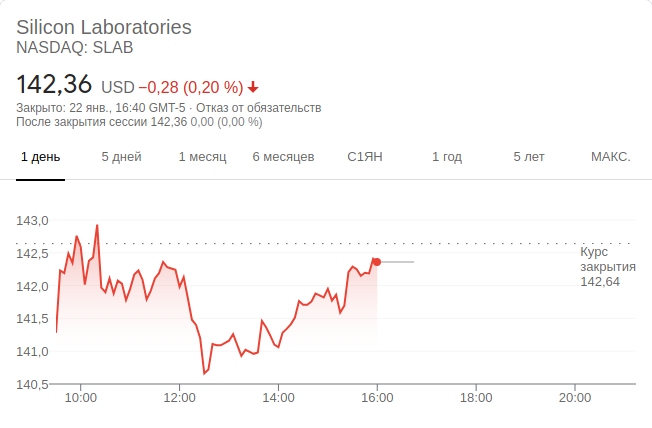 Silicon Laboratories
NASDAQ: SLAB
142,36 USD −0,28 (0,20 %)
Закрыто: 22 янв., 16:40 GMT-5 · Отказ от обязательств
После закрытия сессии 142,36 0,00 (0,00 %)
1 день 5 дней 1 месяц 6 месяцев С1ЯН 1 год 5 лет МАКС.
143,0
142,5
Курс
закрытия
142,64
142,0
141,5
141,0
140,5
10:00 12:00 14:00 16:00 18:00 20:00